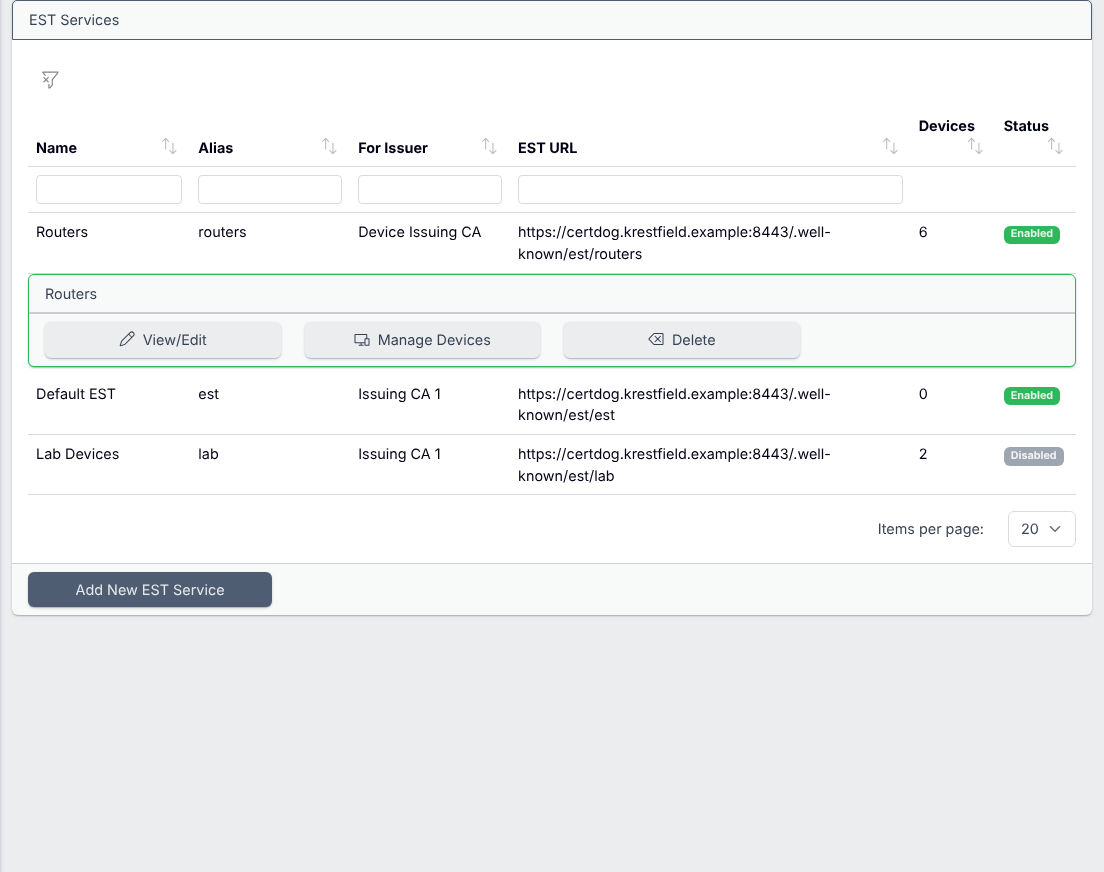 EST Services
Devices Status
Name Alias For Issuer EST URL
Routers routers Device Issuing CA https://certdog.krestfield.example:8443/.well- 6 Enabled
known/est/routers
Routers
View/Edit Manage Devices Delete
Default EST est Issuing CA 1 https://certdog.krestfield.example:8443/.well- 0 Enabled
known/est/est
Lab Devices lab Issuing CA 1 https://certdog.krestfield.example:8443/.well- 2 Disabled
known/est/lab
Items per page: 20
Add New EST Service